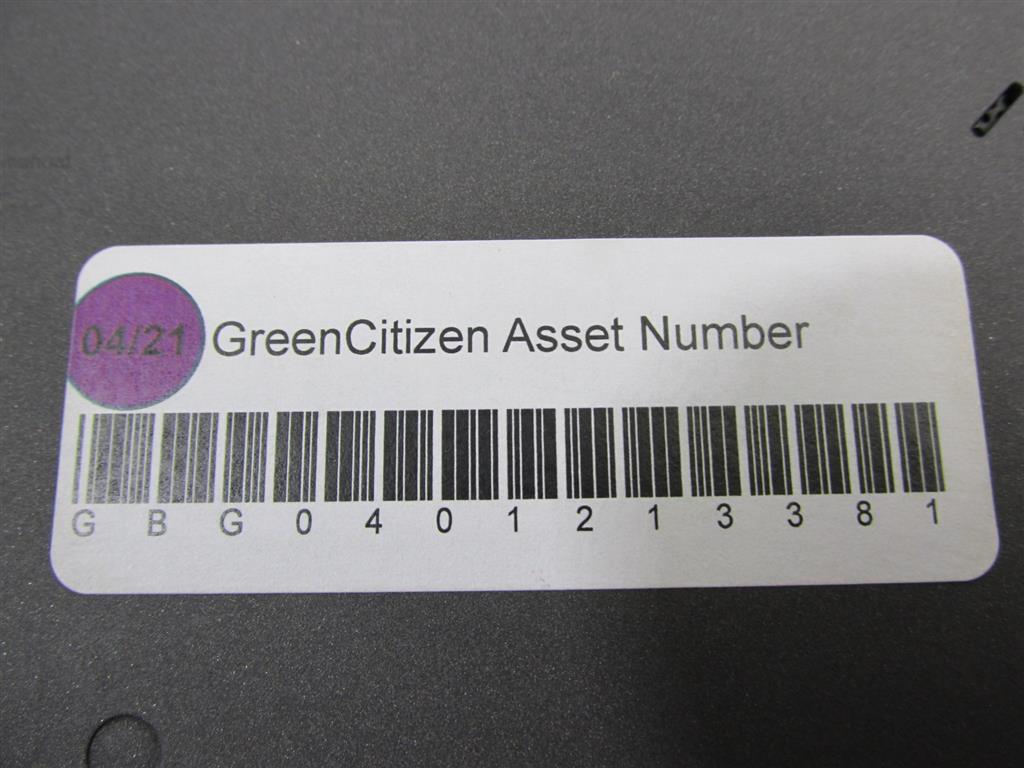 04/21 GreenCitizen Asset Number
G B G 0 4 0 1 2 1 3 3 8 1